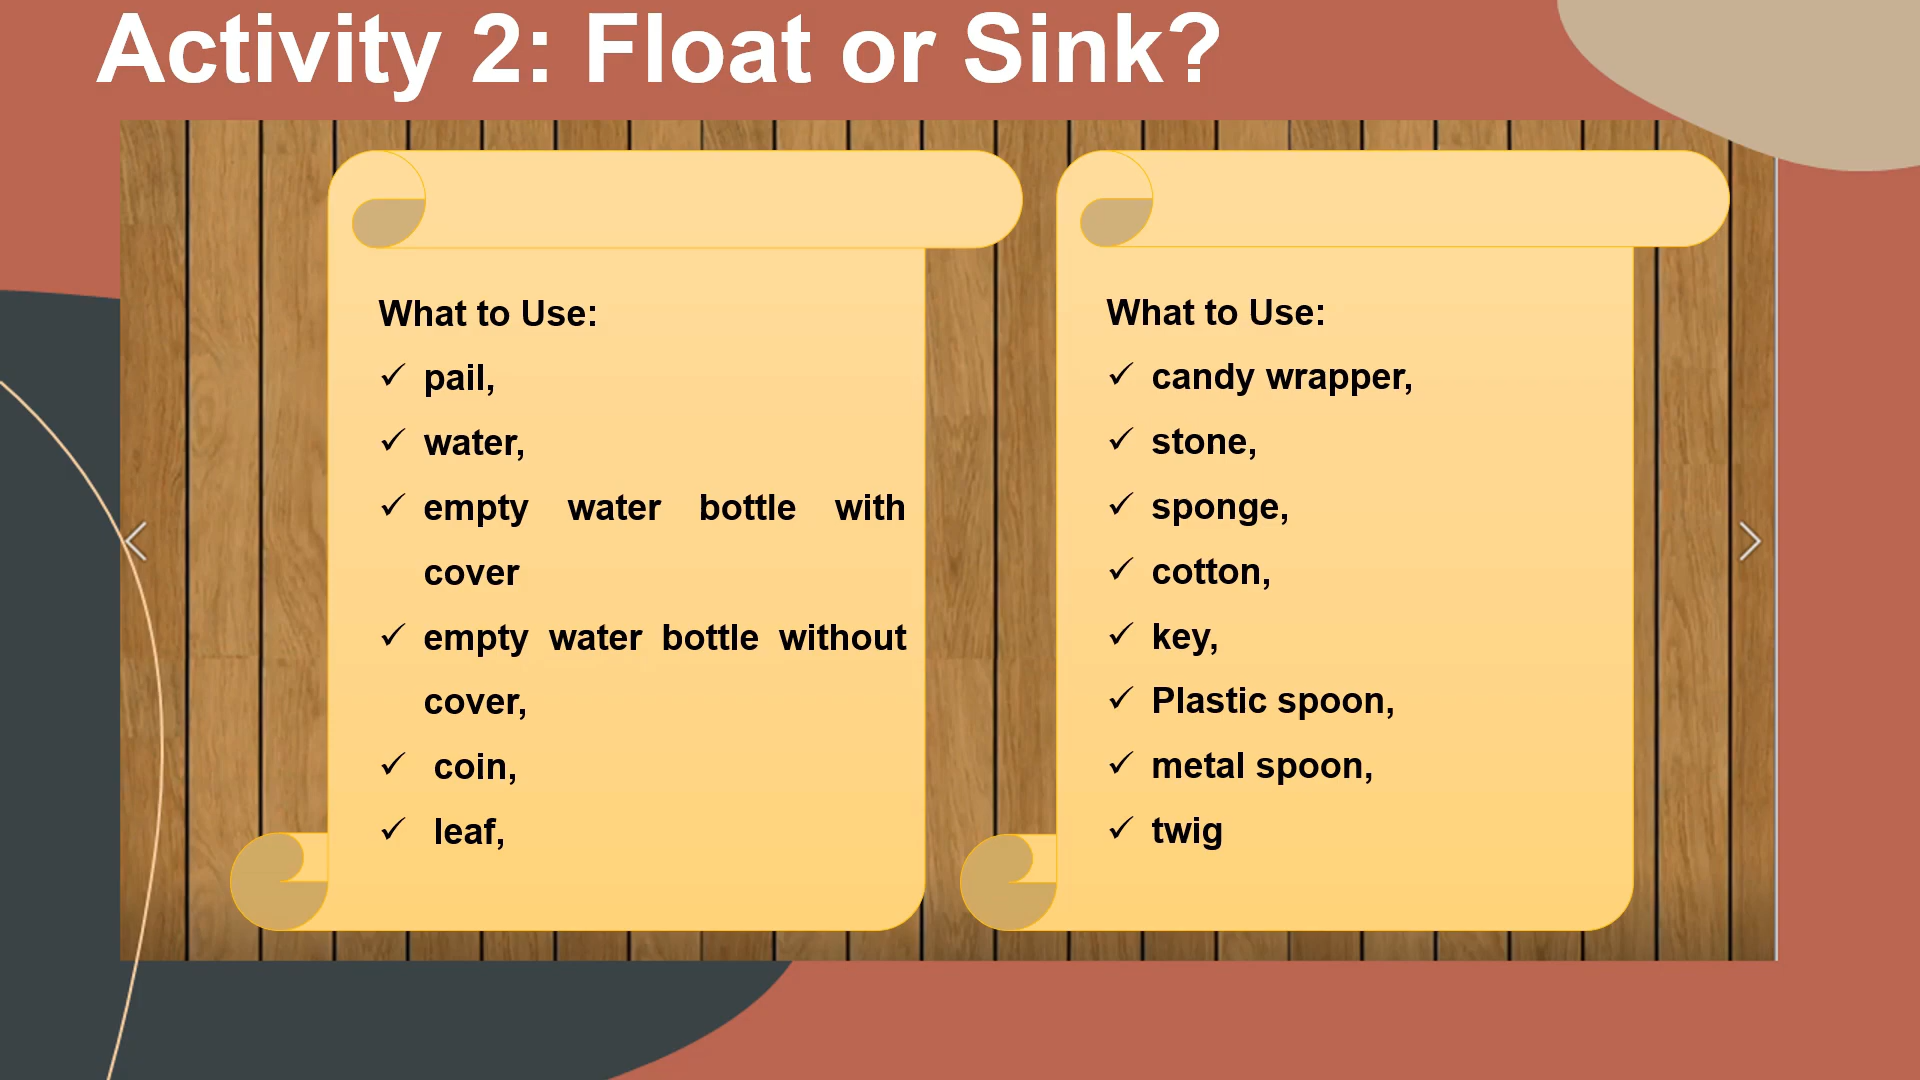 Activity 2: Float or Sink?
What to Use:
✓ pail,
✓ water,
✓ empty water bottle with
cover
✓ empty water bottle without
cover,
✓ coin,
✓ leaf,
What to Use:
✓ candy wrapper,
✓ stone,
✓ sponge,
✓ cotton,
✓ key,
✓ Plastic spoon,
✓ metal spoon,
✓ twig